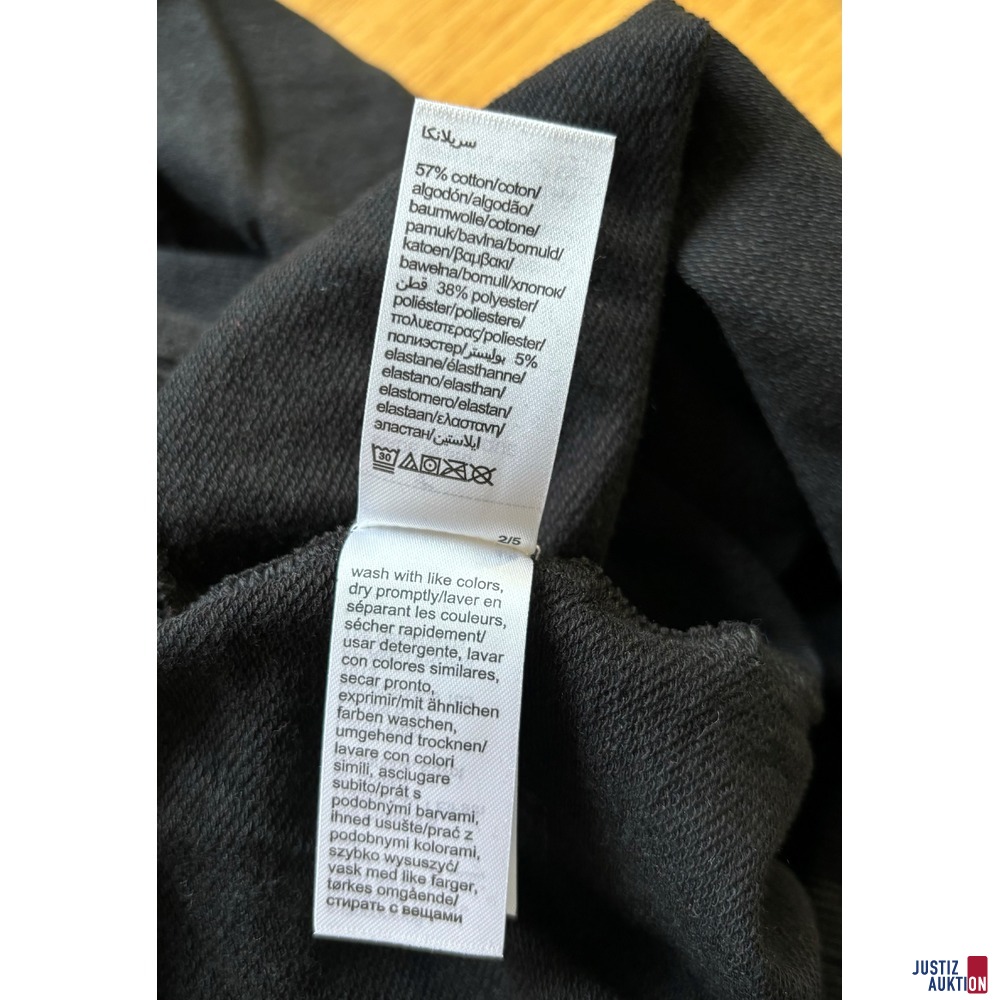 سريلانكا
57% cotton/coton/
algodón/algodão/
baumwolle/cotone/
pamuk/bavlna/bomuld/
katoen/βαμβακι/
bawełna/bomull/хлопок/
قطن 38% polyester/
poliéster/poliestere/
πολυεστερας/poliester/
полиэстер/بوليستر 5%
elastane/élasthanne/
elastano/elasthan/
elastomero/elastan/
elastaan/ελαστανη/
эластан/ايلاستين
30
2/5
wash with like colors,
dry promptly/laver en
séparant les couleurs,
sécher rapidement/
usar detergente, lavar
con colores similares,
secar pronto,
exprimir/mit ähnlichen
farben waschen,
umgehend trocknen/
lavare con colori
simili, asciugare
subito/prát s
podobnými barvami,
ihned usušte/prać z
podobnymi kolorami,
szybko wysuszyć/
vask med like farger,
tørkes omgående/
стирать с вещами
JUSTIZ
AUKTION